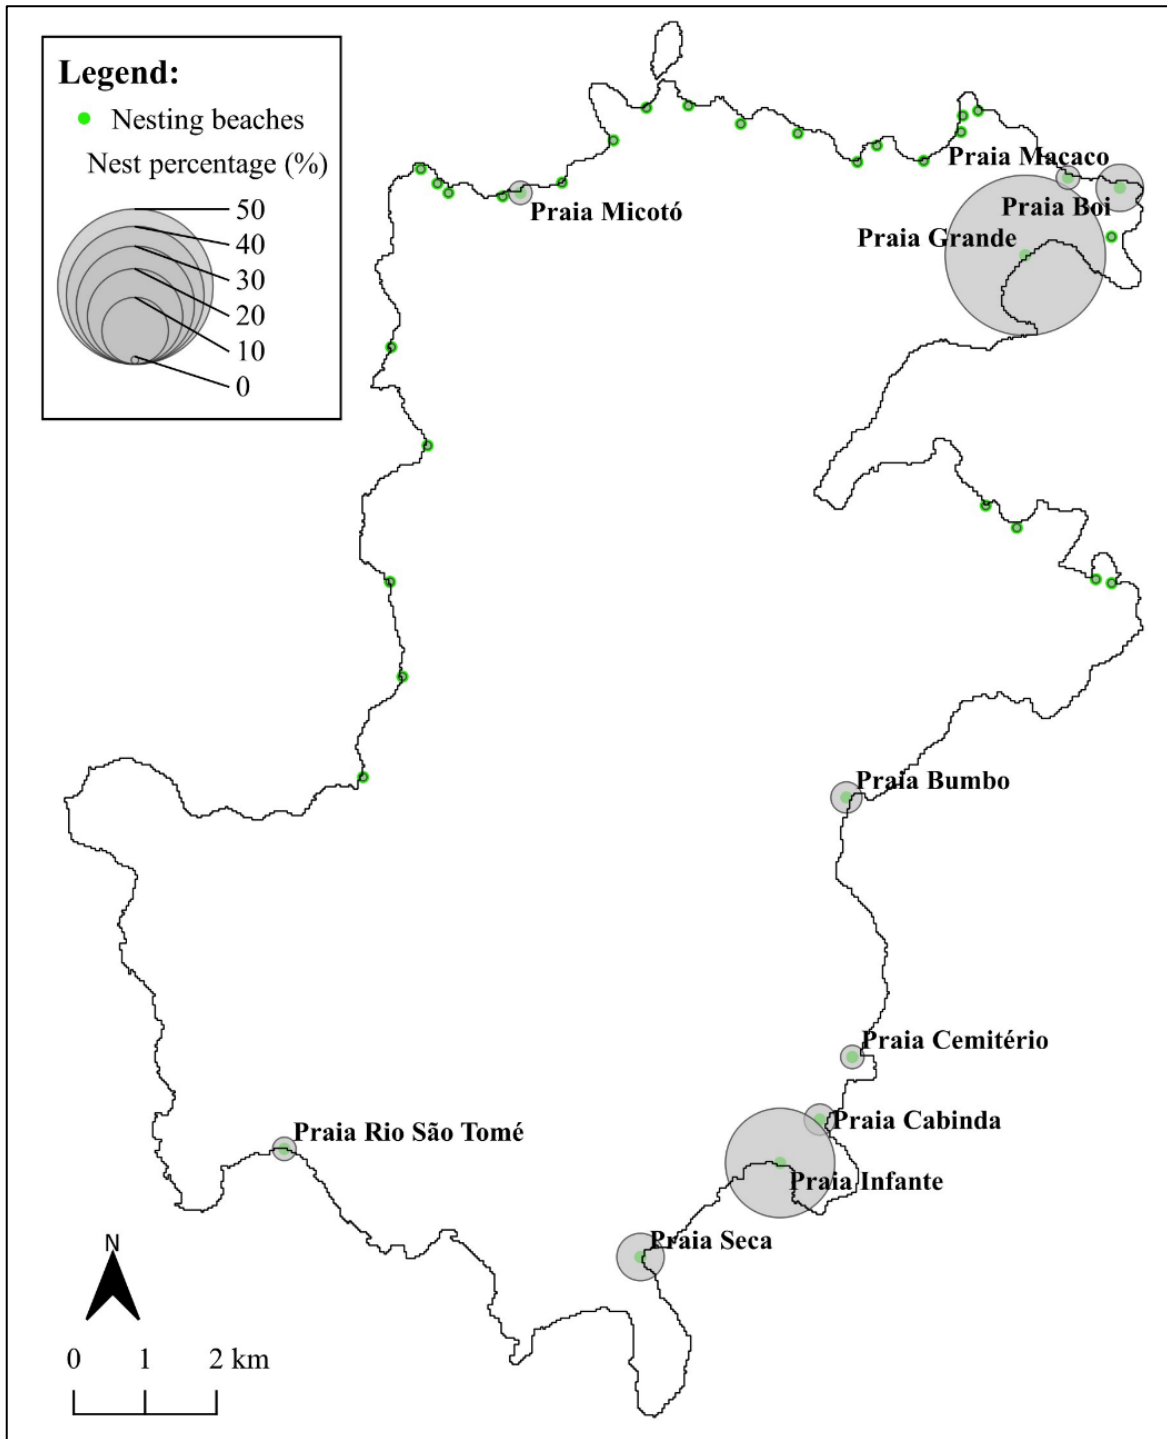 Legend:
Nesting beaches
Nest percentage (%)
50
40
30
20
10
0
Praia Macaco
Praia Micotó
Praia Boi
Praia Grande
Praia Bumbo
Praia Cemitério
Praia Cabinda
Praia Rio São Tomé
Praia Infante
Praia Seca
N
0 1 2 km